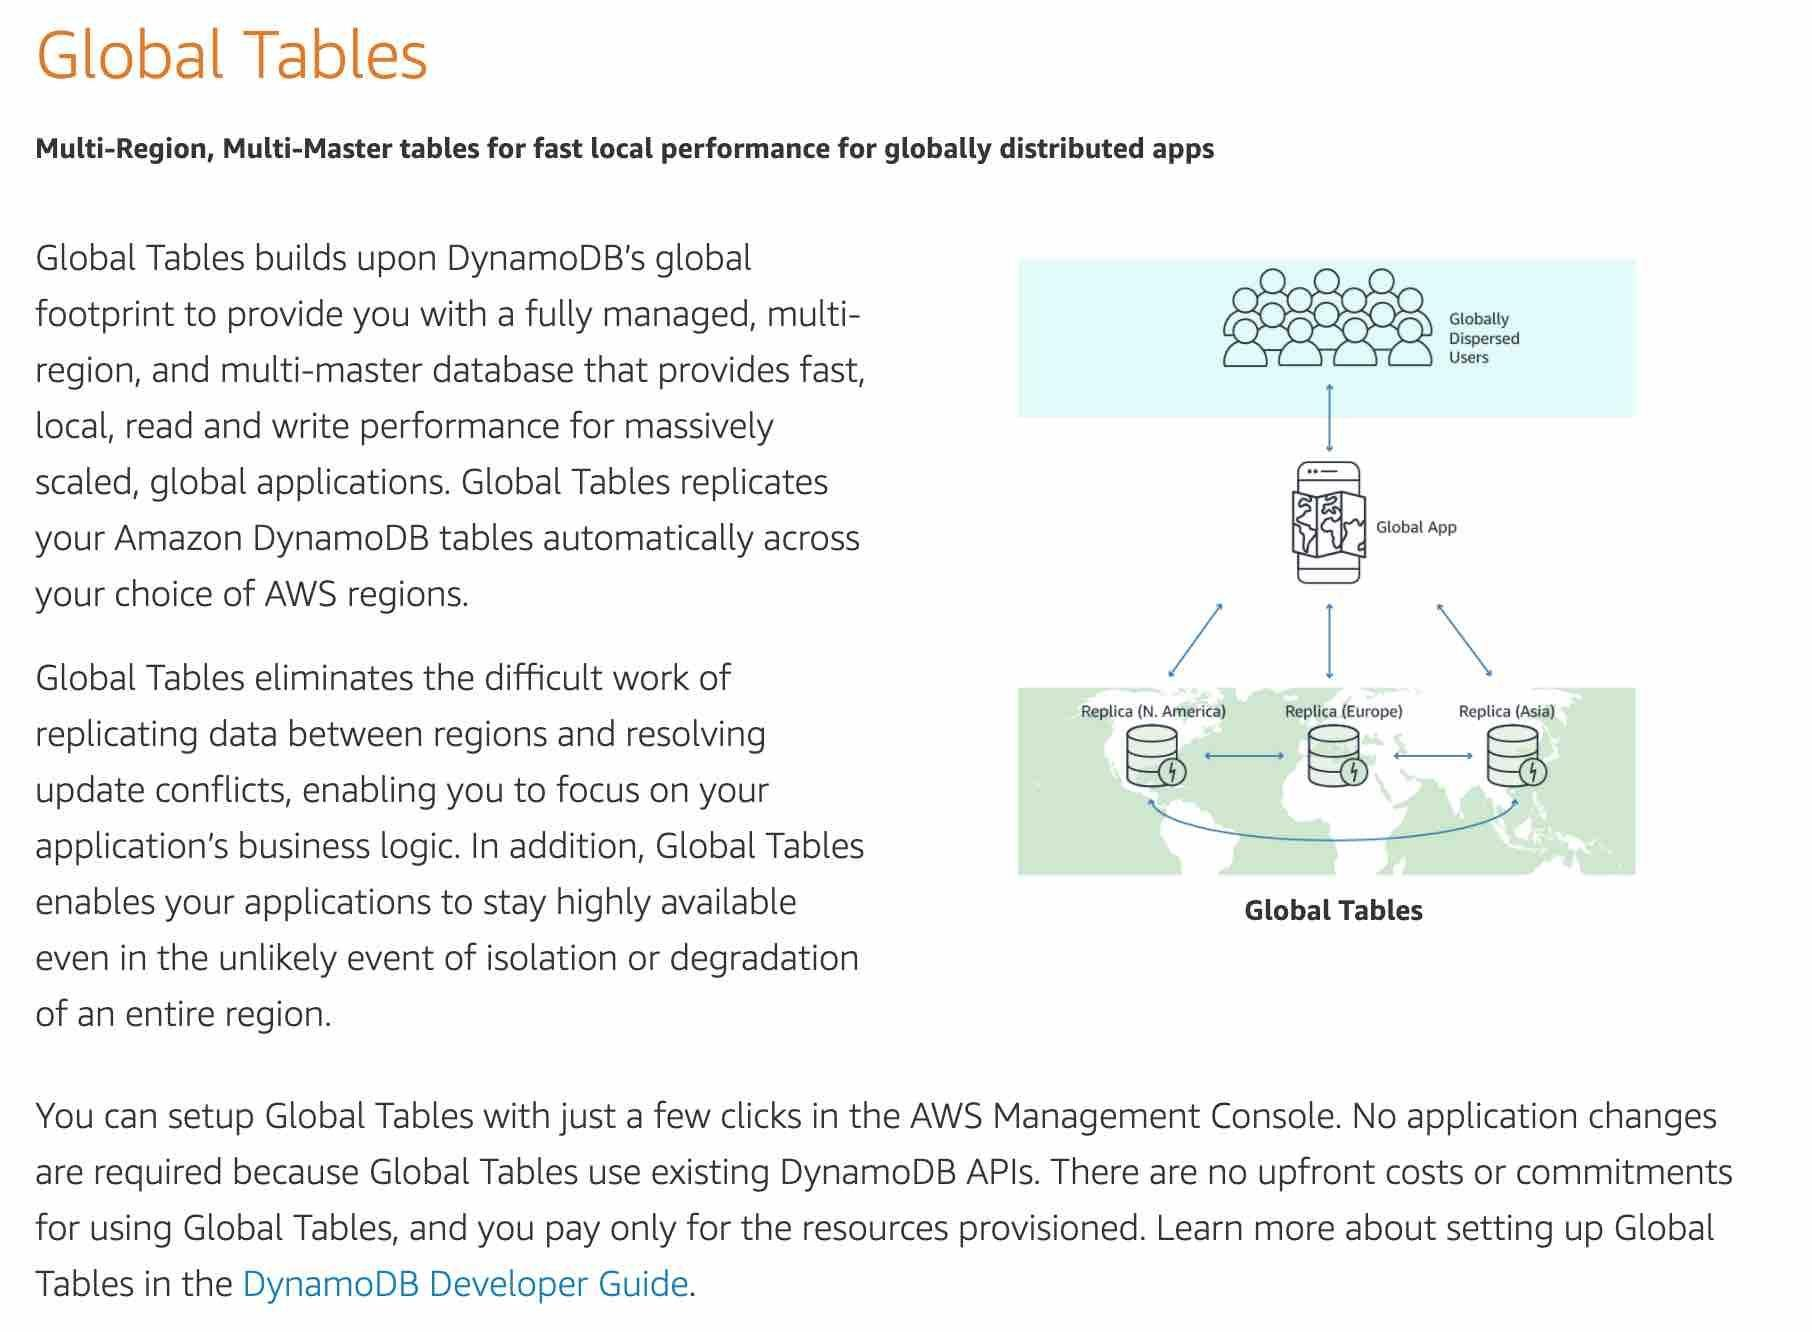 Global Tables
Multi-Region, Multi-Master tables for fast local performance for globally distributed apps
Global Tables builds upon DynamoDB’s global
footprint to provide you with a fully managed, multi-
region, and multi-master database that provides fast,
local, read and write performance for massively
scaled, global applications. Global Tables replicates
your Amazon DynamoDB tables automatically across
your choice of AWS regions.
Global Tables eliminates the difficult work of
replicating data between regions and resolving
update conflicts, enabling you to focus on your
application’s business logic. In addition, Global Tables
enables your applications to stay highly available
even in the unlikely event of isolation or degradation
of an entire region.
Globally
Dispersed
Users
Global App
Replica (N. America)
Replica (Europe)
Replica (Asia)
Global Tables
You can setup Global Tables with just a few clicks in the AWS Management Console. No application changes
are required because Global Tables use existing DynamoDB APIs. There are no upfront costs or commitments
for using Global Tables, and you pay only for the resources provisioned. Learn more about setting up Global
Tables in the DynamoDB Developer Guide.